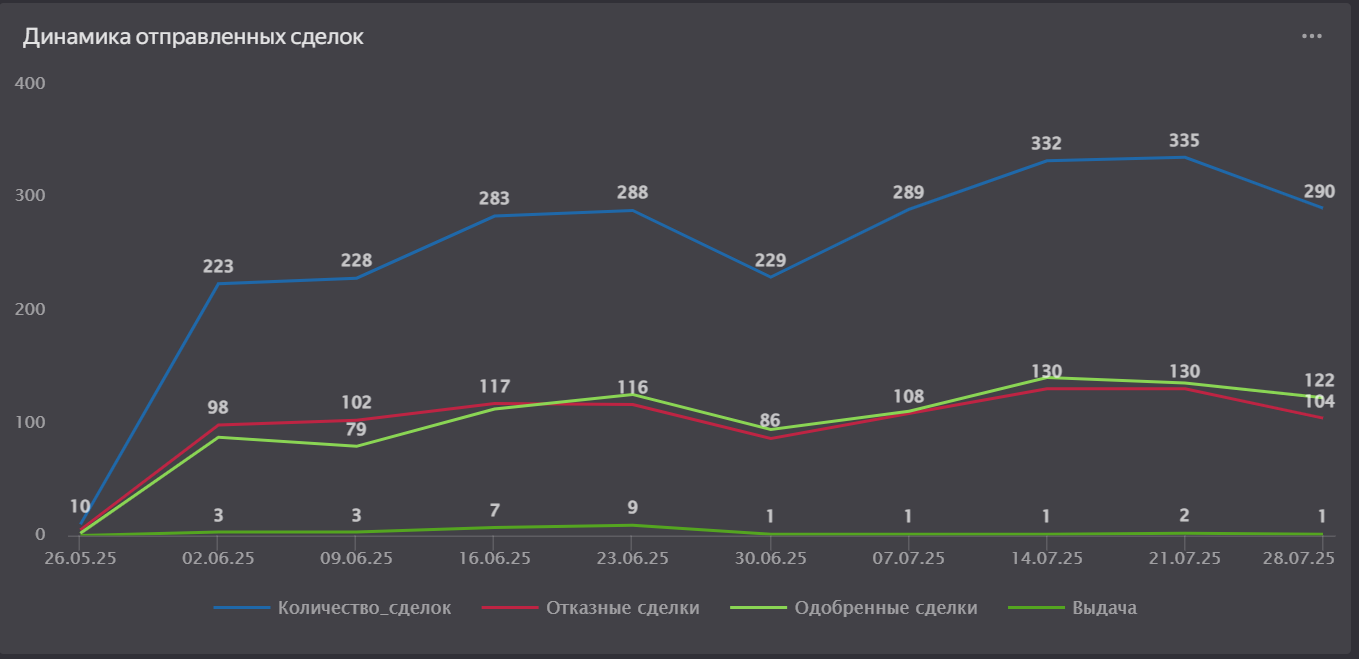 Динамика отправленных сделок
400
300
200
100
0
332 335
283 288 289 290
223 228 229
98 102 117 116 86 108 130 130 122
79 104
10 3 3 7 9 1 1 1 2 1
26.05.25 02.06.25 09.06.25 16.06.25 23.06.25 30.06.25 07.07.25 14.07.25 21.07.25 28.07.25
Количество_сделок Отказные сделки Одобренные сделки Выдача